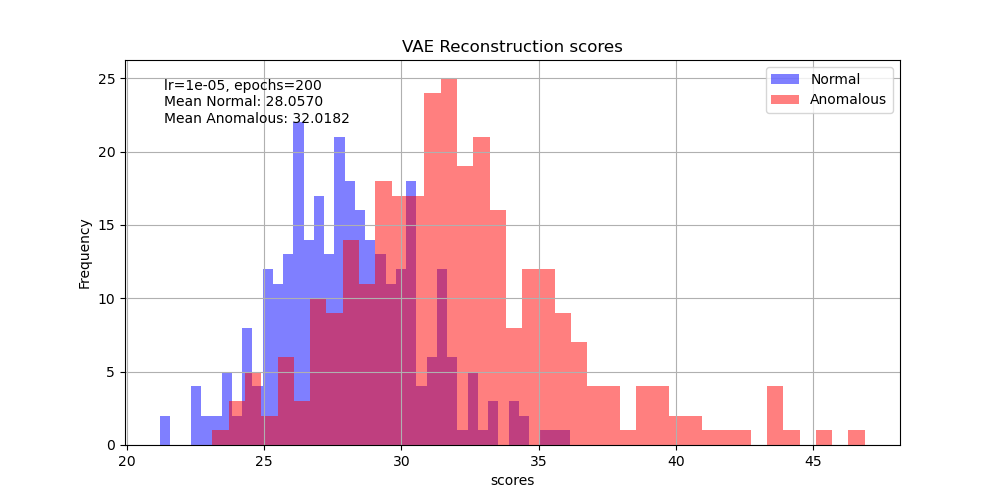 VAE Reconstruction scores
lr=1e-05, epochs=200
Mean Normal: 28.0570
Mean Anomalous: 32.0182
Normal
Anomalous
Frequency
25
20
15
10
5
0
20 25 30 35 40 45
scores